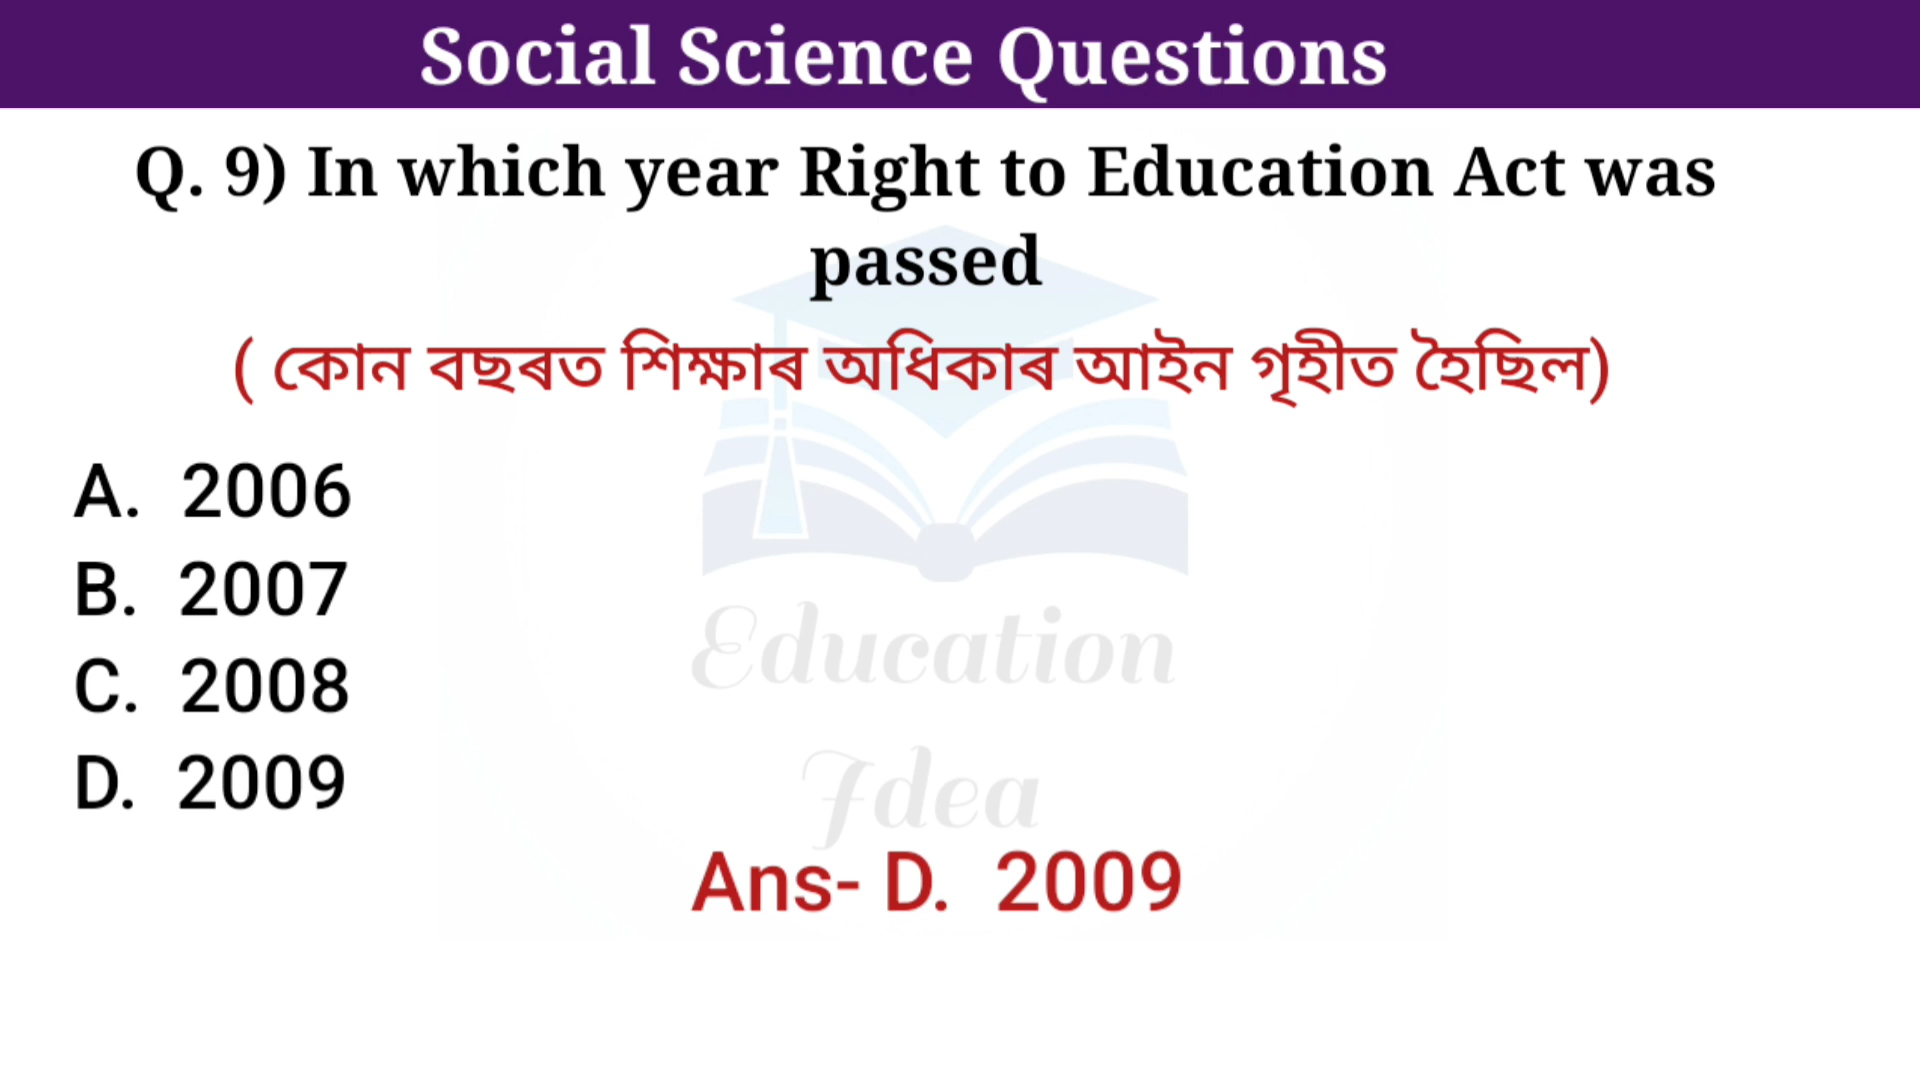 Social Science Questions
Q. 9) In which year Right to Education Act was
passed
( কোন বছৰত শিক্ষাৰ অধিকাৰ আইন গৃহীত হৈছিল)
A. 2006
B. 2007
C. 2008
D. 2009
Education
Idea
Ans- D. 2009